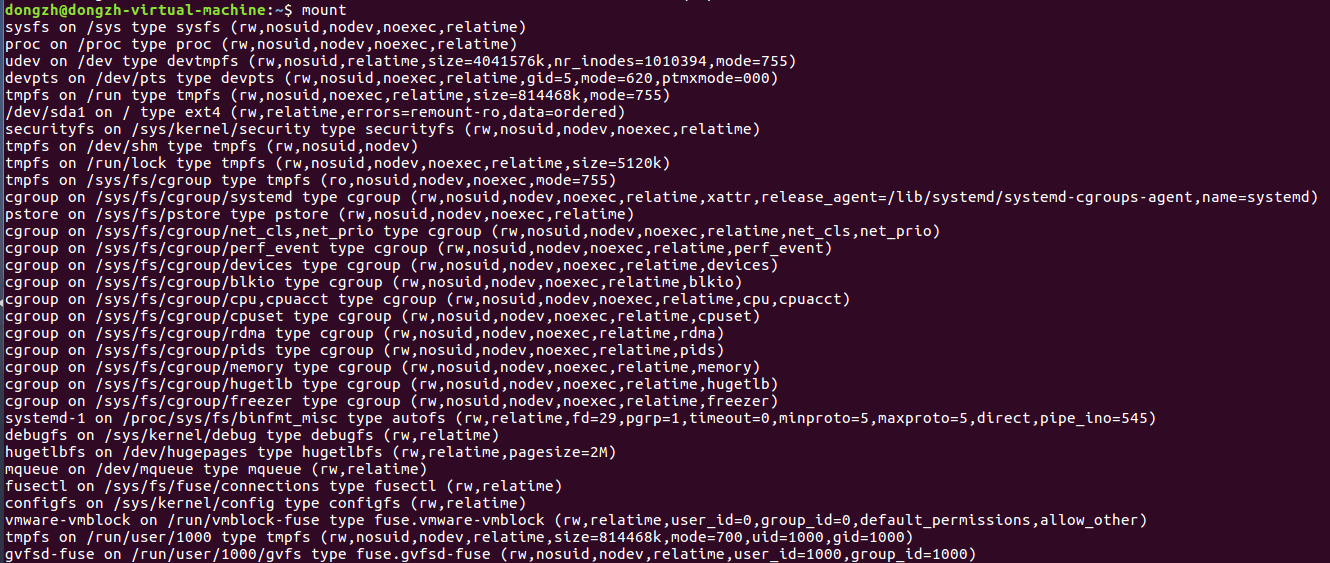 dongzh@dongzh-virtual-machine:~$ mount
sysfs on /sys type sysfs (rw,nosuid,nodev,noexec,relatime)
proc on /proc type proc (rw,nosuid,nodev,noexec,relatime)
udev on /dev type devtmpfs (rw,nosuid,relatime,size=4041576k,nr_inodes=1010394,mode=755)
devpts on /dev/pts type devpts (rw,nosuid,noexec,relatime,gid=5,mode=620,ptmxmode=000)
tmpfs on /run type tmpfs (rw,nosuid,noexec,relatime,size=814468k,mode=755)
/dev/sda1 on / type ext4 (rw,relatime,errors=remount-ro,data=ordered)
securityfs on /sys/kernel/security type securityfs (rw,nosuid,nodev,noexec,relatime)
tmpfs on /dev/shm type tmpfs (rw,nosuid,nodev)
tmpfs on /run/lock type tmpfs (rw,nosuid,nodev,noexec,relatime,size=5120k)
tmpfs on /sys/fs/cgroup type tmpfs (ro,nosuid,nodev,noexec,mode=755)
cgroup on /sys/fs/cgroup/systemd type cgroup (rw,nosuid,nodev,noexec,relatime,xattr,release_agent=/lib/systemd/systemd-cgroups-agent,name=systemd)
pstore on /sys/fs/pstore type pstore (rw,nosuid,nodev,noexec,relatime)
cgroup on /sys/fs/cgroup/net_cls,net_prio type cgroup (rw,nosuid,nodev,noexec,relatime,net_cls,net_prio)
cgroup on /sys/fs/cgroup/perf_event type cgroup (rw,nosuid,nodev,noexec,relatime,perf_event)
cgroup on /sys/fs/cgroup/devices type cgroup (rw,nosuid,nodev,noexec,relatime,devices)
cgroup on /sys/fs/cgroup/blkio type cgroup (rw,nosuid,nodev,noexec,relatime,blkio)
cgroup on /sys/fs/cgroup/cpu,cpuacct type cgroup (rw,nosuid,nodev,noexec,relatime,cpu,cpuacct)
cgroup on /sys/fs/cgroup/cpuset type cgroup (rw,nosuid,nodev,noexec,relatime,cpuset)
cgroup on /sys/fs/cgroup/rdma type cgroup (rw,nosuid,nodev,noexec,relatime,rdma)
cgroup on /sys/fs/cgroup/pids type cgroup (rw,nosuid,nodev,noexec,relatime,pids)
cgroup on /sys/fs/cgroup/memory type cgroup (rw,nosuid,nodev,noexec,relatime,memory)
cgroup on /sys/fs/cgroup/hugetlb type cgroup (rw,nosuid,nodev,noexec,relatime,hugetlb)
cgroup on /sys/fs/cgroup/freezer type cgroup (rw,nosuid,nodev,noexec,relatime,freezer)
systemd-1 on /proc/sys/fs/binfmt_misc type autofs (rw,relatime,fd=29,pgrp=1,timeout=0,minproto=5,maxproto=5,direct,pipe_ino=545)
debugfs on /sys/kernel/debug type debugfs (rw,relatime)
hugetlbfs on /dev/hugepages type hugetlbfs (rw,relatime,pagesize=2M)
mqueue on /dev/mqueue type mqueue (rw,relatime)
fusectl on /sys/fs/fuse/connections type fusectl (rw,relatime)
configfs on /sys/kernel/config type configfs (rw,relatime)
vmware-vmblock on /run/vmblock-fuse type fuse.vmware-vmblock (rw,relatime,user_id=0,group_id=0,default_permissions,allow_other)
tmpfs on /run/user/1000 type tmpfs (rw,nosuid,nodev,relatime,size=814468k,mode=700,uid=1000,gid=1000)
gvfsd-fuse on /run/user/1000/gvfs type fuse.gvfsd-fuse (rw,nosuid,nodev,relatime,user_id=1000,group_id=1000)